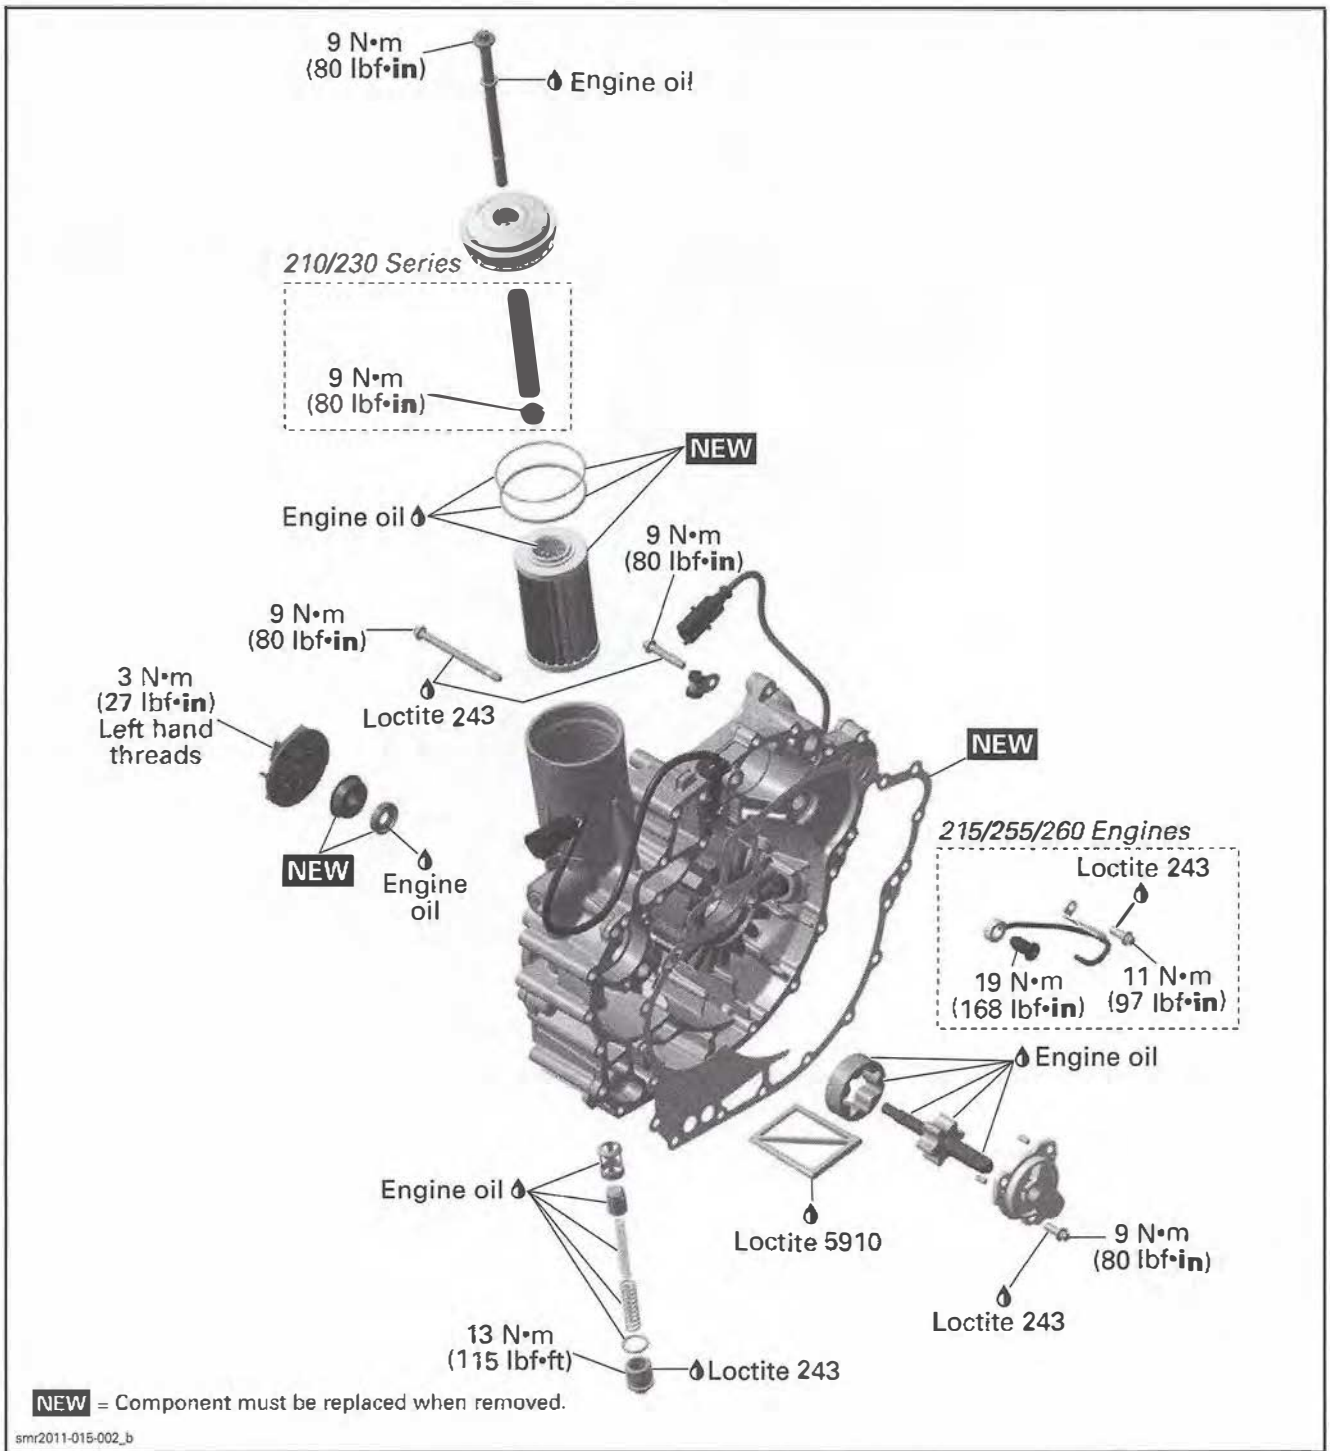 9 N•m
(80 lbf•in)
Engine oil
210/230 Series
9 N•m
(80 lbf•in)
NEW
Engine oil
9 N•m
(80 lbf•in)
9 N•m
(80 lbf•in)
3 N•m
(27 lbf•in)
Left hand
threads
Loctite 243
NEW
NEW
Engine
oil
215/255/260 Engines
Loctite 243
19 N•m
(168 lbf•in)
11 N•m
(97 lbf•in)
Engine oil
Engine oil
Loctite 5910
9 N•m
(80 lbf•in)
Loctite 243
13 N•m
(115 lbf•ft)
Loctite 243
NEW = Component must be replaced when removed.
smr2011-015-002_b